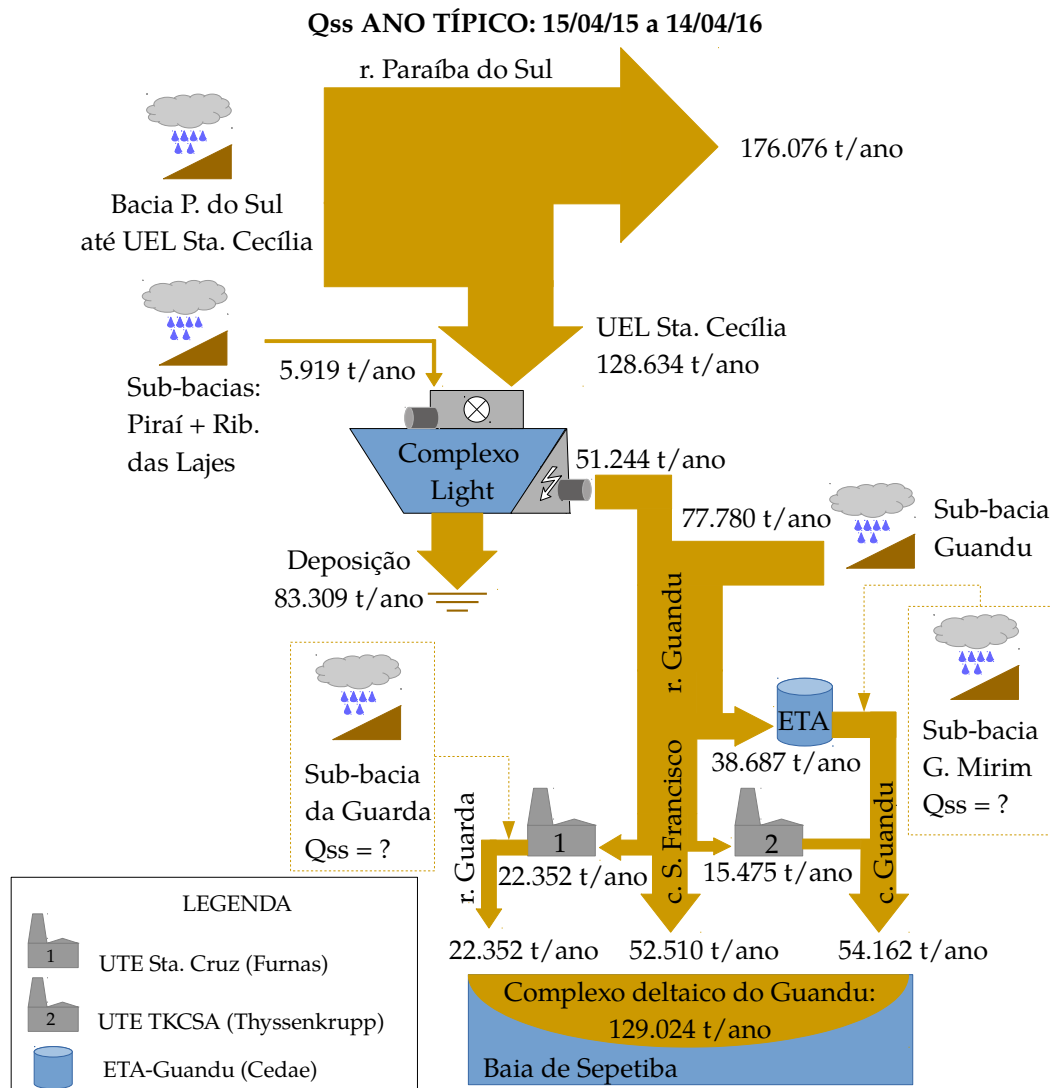 Qss ANO TÍPICO: 15/04/15 a 14/04/16
r. Paraíba do Sul
176.076 t/ano
Bacia P. do Sul
até UEL Sta. Cecília
UEL Sta. Cecília
128.634 t/ano
5.919 t/ano
Sub-bacias:
Piraí + Rib.
das Lajes
Complexo
Light
51.244 t/ano
77.780 t/ano
Sub-bacia
Guandu
Deposição
83.309 t/ano
r. Guandu
ETA
38.687 t/ano
Sub-bacia
G. Mirim
Qss = ?
Sub-bacia
da Guarda
Qss = ?
r. Guarda
1
22.352 t/ano
c. S. Francisco
2
15.475 t/ano
c. Guandu
22.352 t/ano
52.510 t/ano
54.162 t/ano
Complexo deltaico do Guandu:
129.024 t/ano
Baia de Sepetiba
LEGENDA
1
UTE Sta. Cruz (Furnas)
2
UTE TKCSA (Thyssenkrupp)
ETA-Guandu (Cedae)